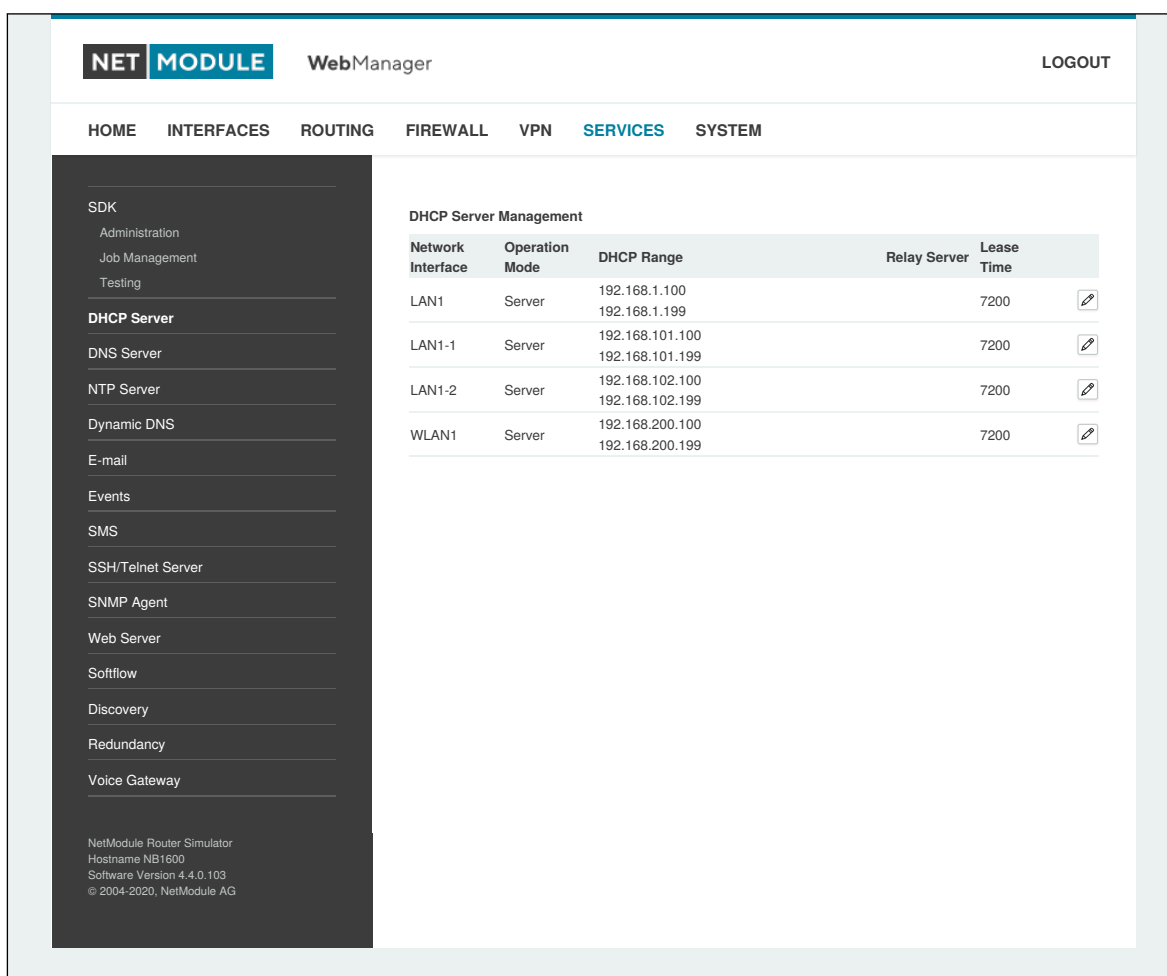 NET MODULE WebManager LOGOUT
HOME INTERFACES ROUTING FIREWALL VPN SERVICES SYSTEM
SDK
Administration
Job Management
Testing
DHCP Server
DNS Server
NTP Server
Dynamic DNS
E-mail
Events
SMS
SSH/Telnet Server
SNMP Agent
Web Server
Softflow
Discovery
Redundancy
Voice Gateway
NetModule Router Simulator
Hostname NB1600
Software Version 4.4.0.103
© 2004-2020, NetModule AG
DHCP Server Management
Network Interface Operation Mode DHCP Range Relay Server Lease Time
LAN1 Server 192.168.1.100 7200
192.168.1.199
LAN1-1 Server 192.168.101.100 7200
192.168.101.199
LAN1-2 Server 192.168.102.100 7200
192.168.102.199
WLAN1 Server 192.168.200.100 7200
192.168.200.199